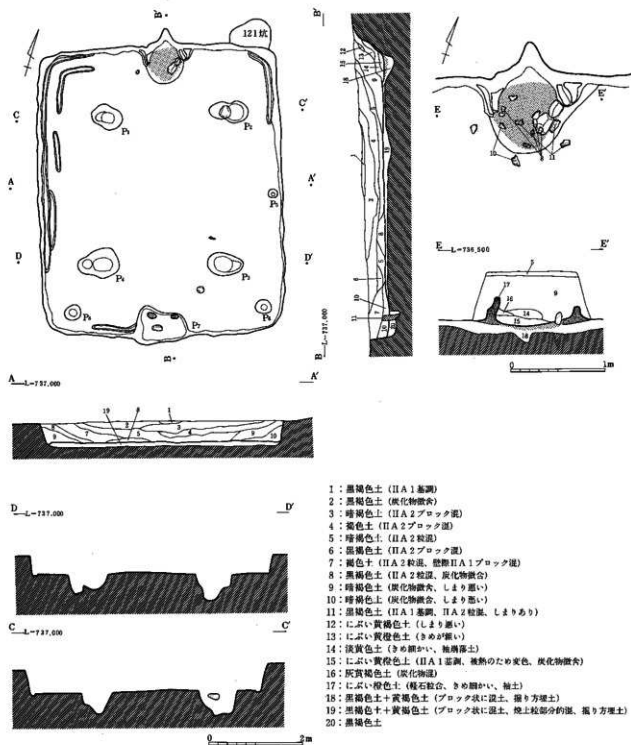 B'
121坑
C
C'
P₂
A
A'
P₅
D
D'
P₇
B
B'
B
L=737,000
E
E'
10
11
E
L=736,500
E'
5
9
17
16
14
15
18
0
1m
A
L=737,000
A'
D
L=737,000
D'
C
L=737,000
C'
0
2m
1:黒褐色土(ⅡA1基調)
2:黒褐色土(炭化物微含)
3:暗褐色土(ⅡA2ブロック混)
4:褐色土(ⅡA2ブロック混)
5:暗褐色土(ⅡA2粒混)
6:黒褐色土(ⅡA2ブロック混)
7:褐色土(ⅡA2粒混、壁際ⅡA1ブロック混)
8:黒褐色土(ⅡA2粒混、炭化物微含)
9:暗褐色土(炭化物微含、しまり悪い)
10:暗褐色土(炭化物微含、しまり悪い)
11:黒褐色土(ⅡA1基調、ⅡA2粒混、しまりあり)
12:にぶい黄褐色土(しまり悪い)
13:にぶい黄橙色土(きめが細い)
14:淡黄色土(きめ細かい、袖崩落土)
15:にぶい黄橙色土(ⅡA1基調、被熱のため変色、炭化物微含)
16:灰黄褐色土(炭化物混)
17:にぶい橙色土(軽石粒含、きめ細かい、袖土)
18:黒褐色土+黄褐色土(ブロック状に混土、掘り方埋土)
19:黒褐色土+黄褐色土(ブロック状に混土、焼土粒部分的混、掘り方埋土)
20:黒褐色土